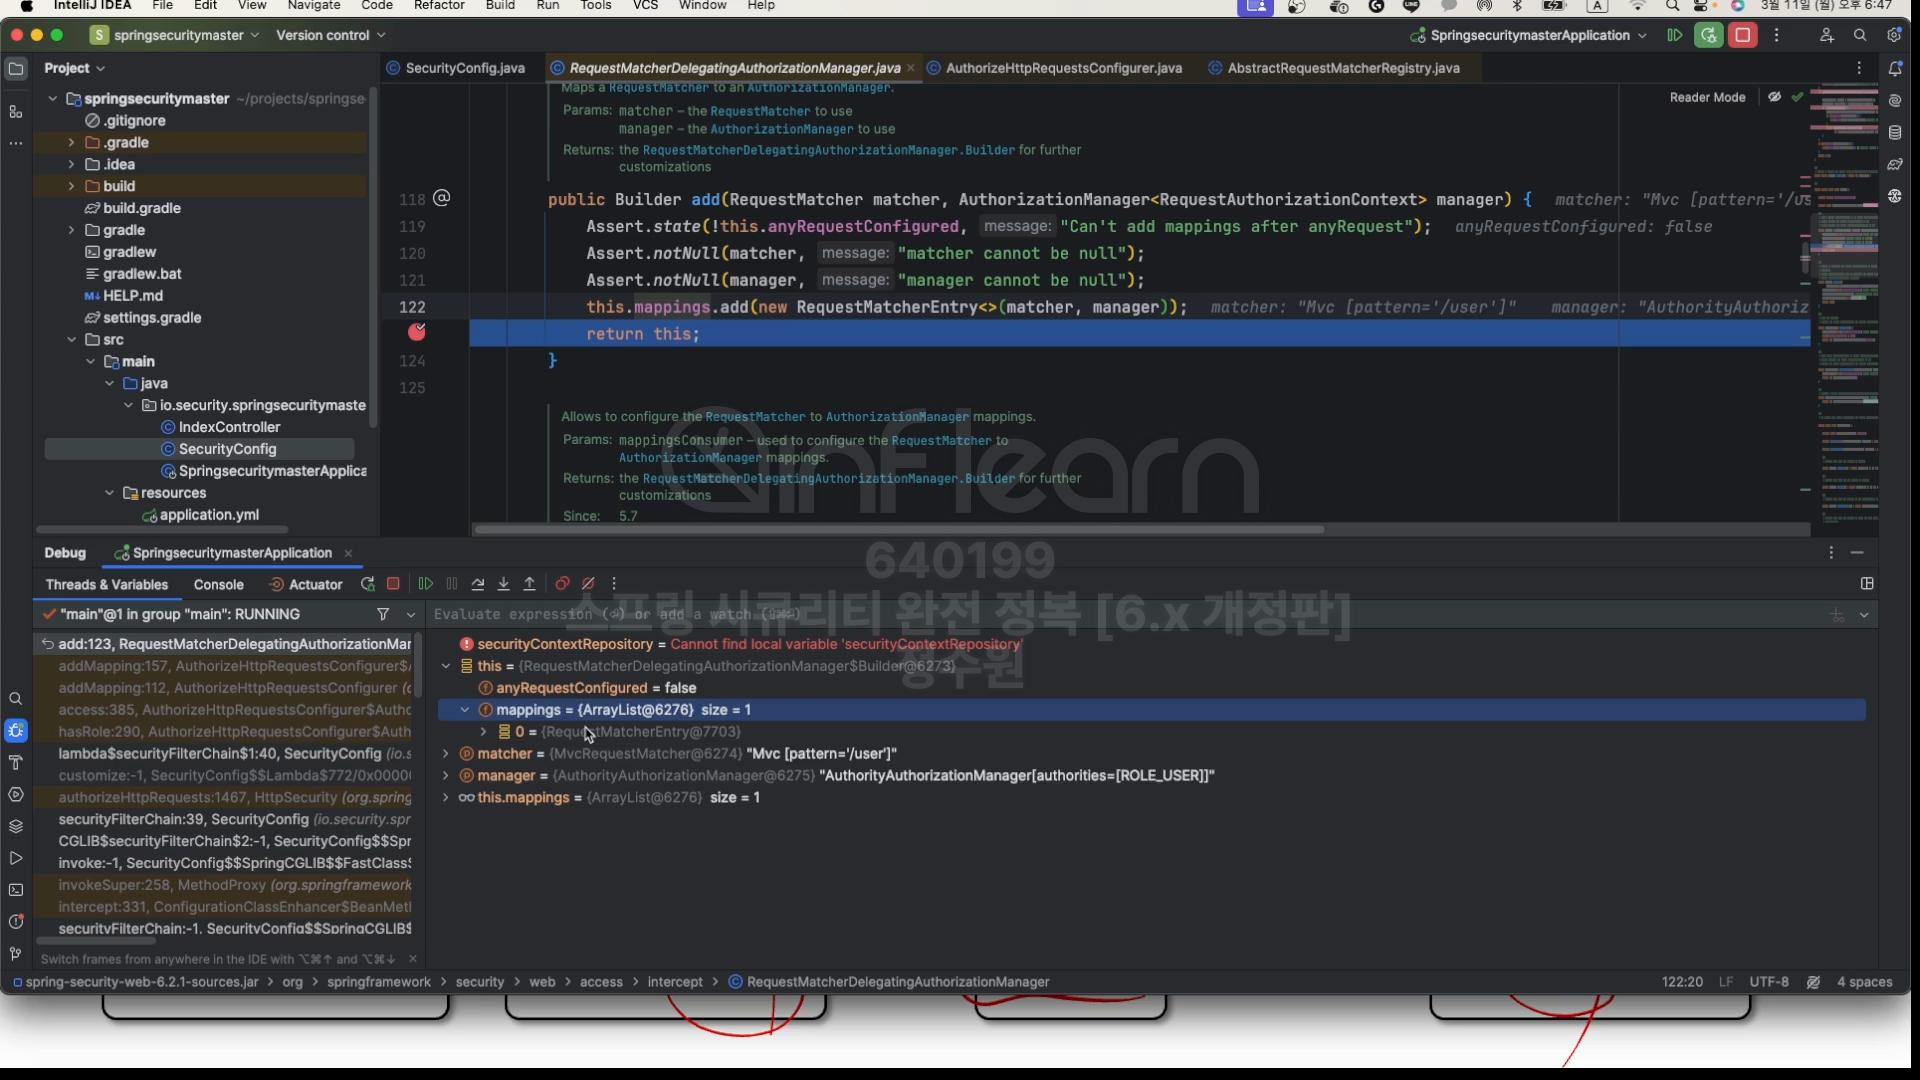 IntelliJ IDEA File Edit View Navigate Code Refactor Build Run Tools VCS Window Help A 3월 11일 (월) 오후 6:47
S springsecuritymaster Version control SpringsecuritymasterApplication
Project SecurityConfig.java RequestMatcherDelegatingAuthorizationManager.java AuthorizeHttpRequestsConfigurer.java AbstractRequestMatcherRegistry.java
springsecuritymaster ~/projects/springse
.gitignore
.gradle
.idea
build
build.gradle
gradle
gradlew
gradlew.bat
M↓ HELP.md
settings.gradle
src
main
java
io.security.springsecuritymaste
IndexController
SecurityConfig
SpringsecuritymasterApplica
resources
application.yml
Reader Mode
Maps a RequestMatcher to an AuthorizationManager.
Params: matcher – the RequestMatcher to use
manager – the AuthorizationManager to use
Returns: the RequestMatcherDelegatingAuthorizationManager.Builder for further
customizations
118 @ public Builder add(RequestMatcher matcher, AuthorizationManager<RequestAuthorizationContext> manager) { matcher: "Mvc [pattern='/us
119 Assert.state(!this.anyRequestConfigured, message: "Can't add mappings after anyRequest"); anyRequestConfigured: false
120 Assert.notNull(matcher, message: "matcher cannot be null");
121 Assert.notNull(manager, message: "manager cannot be null");
122 this.mappings.add(new RequestMatcherEntry<>(matcher, manager)); matcher: "Mvc [pattern='/user']" manager: "AuthorityAuthoriz
return this;
124 }
125
Allows to configure the RequestMatcher to AuthorizationManager mappings.
Params: mappingsConsumer – used to configure the RequestMatcher to
AuthorizationManager mappings.
Returns: the RequestMatcherDelegatingAuthorizationManager.Builder for further
customizations
Since: 5.7
inflearn
640199
스프링 시큐리티 완전 정복 [6.x 개정판]
정수원
Debug SpringsecuritymasterApplication
Threads & Variables Console Actuator
"main"@1 in group "main": RUNNING
add:123, RequestMatcherDelegatingAuthorizationMar
addMapping:157, AuthorizeHttpRequestsConfigurer$A
addMapping:112, AuthorizeHttpRequestsConfigurer (o
access:385, AuthorizeHttpRequestsConfigurer$Autho
hasRole:290, AuthorizeHttpRequestsConfigurer$Auth
lambda$securityFilterChain$1:40, SecurityConfig (io.s
customize:-1, SecurityConfig$$Lambda$772/0x0000
authorizeHttpRequests:1467, HttpSecurity (org.spring
securityFilterChain:39, SecurityConfig (io.security.spr
CGLIB$securityFilterChain$2:-1, SecurityConfig$$Spr
invoke:-1, SecurityConfig$$SpringCGLIB$$FastClass$
invokeSuper:258, MethodProxy (org.springframework
intercept:331, ConfigurationClassEnhancer$BeanMet
securityFilterChain:-1, SecurityConfig$$SpringCGLIB$
Switch frames from anywhere in the IDE with ⌥⌘↑ and ⌥⌘↓
Evaluate expression (⏎) or add a watch (⇧⌘⏎)
securityContextRepository = Cannot find local variable 'securityContextRepository'
this = {RequestMatcherDelegatingAuthorizationManager$Builder@6273}
anyRequestConfigured = false
mappings = {ArrayList@6276} size = 1
0 = {RequestMatcherEntry@7703}
matcher = {MvcRequestMatcher@6274} "Mvc [pattern='/user']"
manager = {AuthorityAuthorizationManager@6275} "AuthorityAuthorizationManager[authorities=[ROLE_USER]]"
this.mappings = {ArrayList@6276} size = 1
spring-security-web-6.2.1-sources.jar > org > springframework > security > web > access > intercept > RequestMatcherDelegatingAuthorizationManager 122:20 LF UTF-8 4 spaces